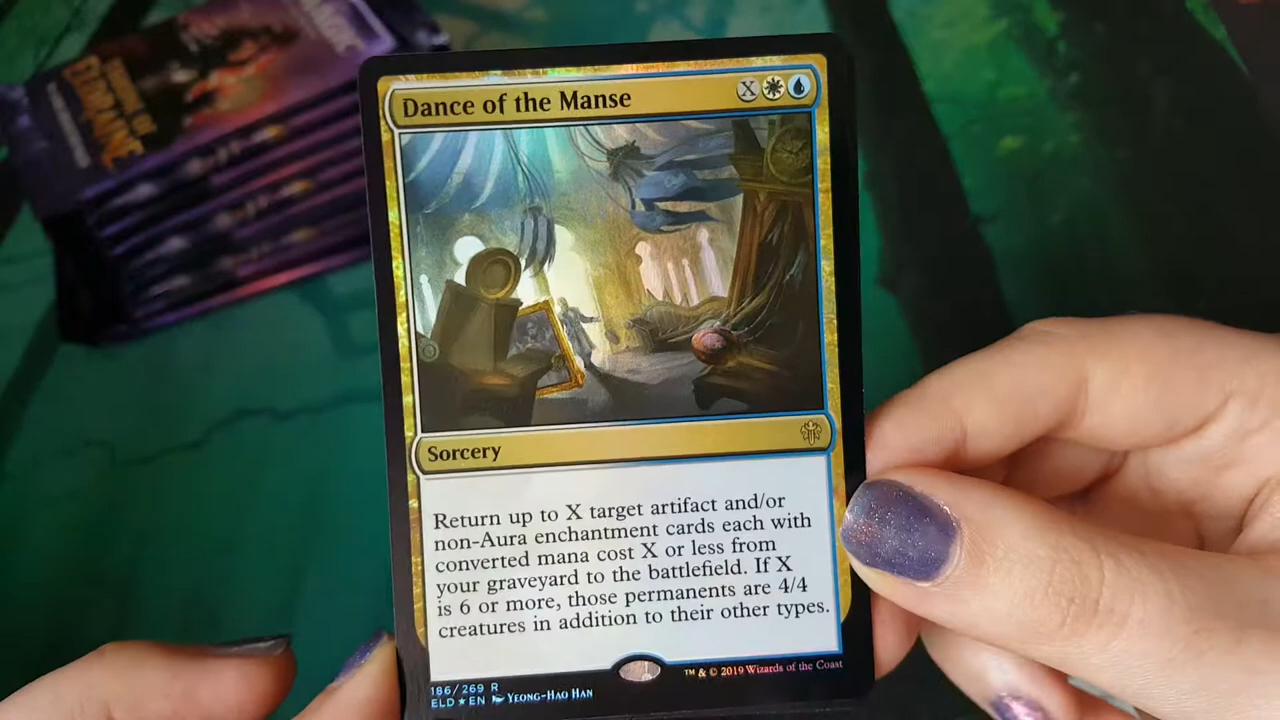 THRONE OF
ELDRAINE
Dance of the Manse
X
Sorcery
Return up to X target artifact and/or
non-Aura enchantment cards each with
converted mana cost X or less from
your graveyard to the battlefield. If X
is 6 or more, those permanents are 4/4
creatures in addition to their other types.
186/269 R
ELD★EN YEONG-HAO HAN
™ & © 2019 Wizards of the Coast